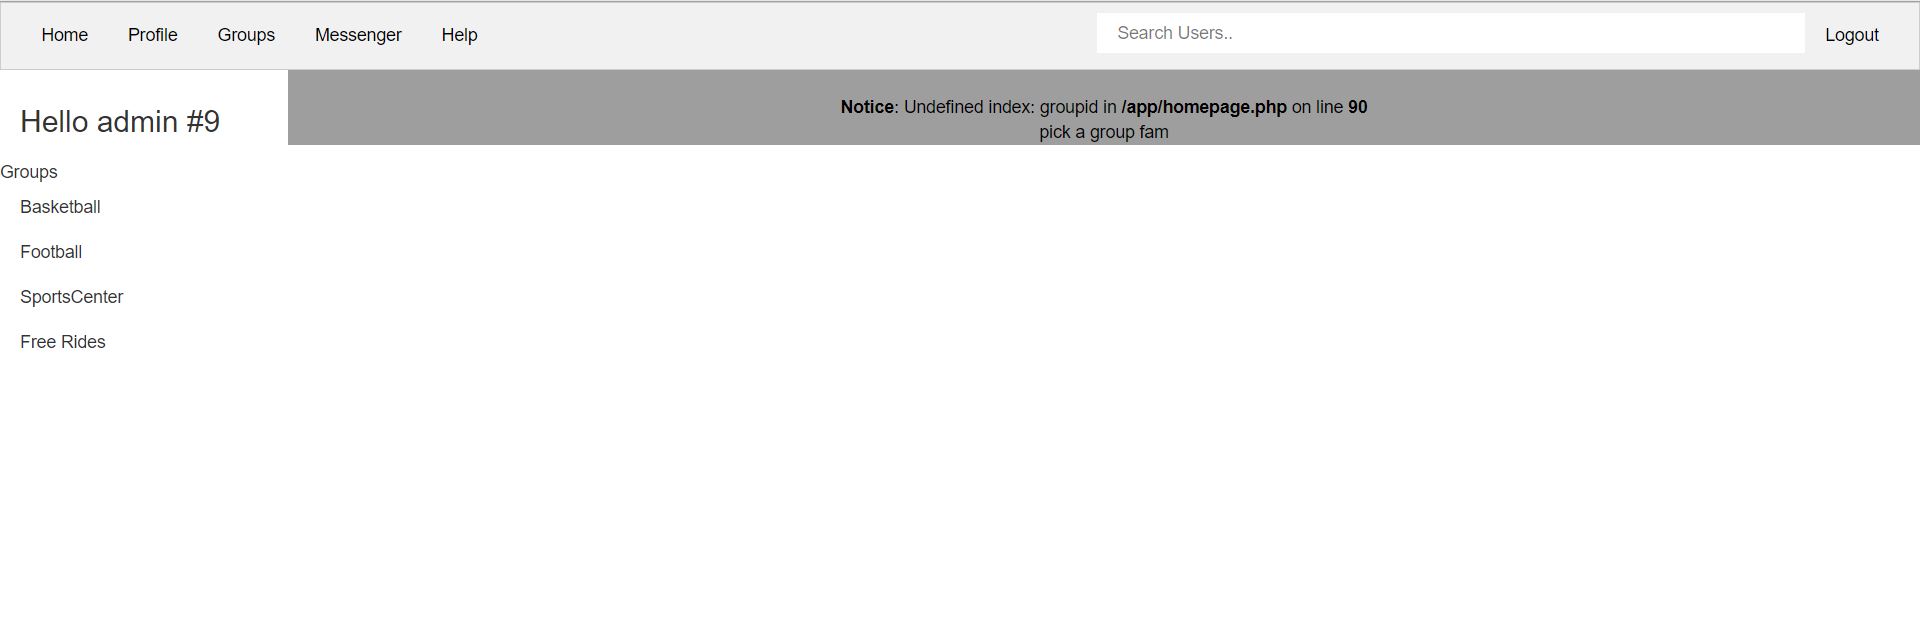 Home Profile Groups Messenger Help Search Users.. Logout
Hello admin #9
Notice: Undefined index: groupid in /app/homepage.php on line 90
pick a group fam
Groups
Basketball
Football
SportsCenter
Free Rides